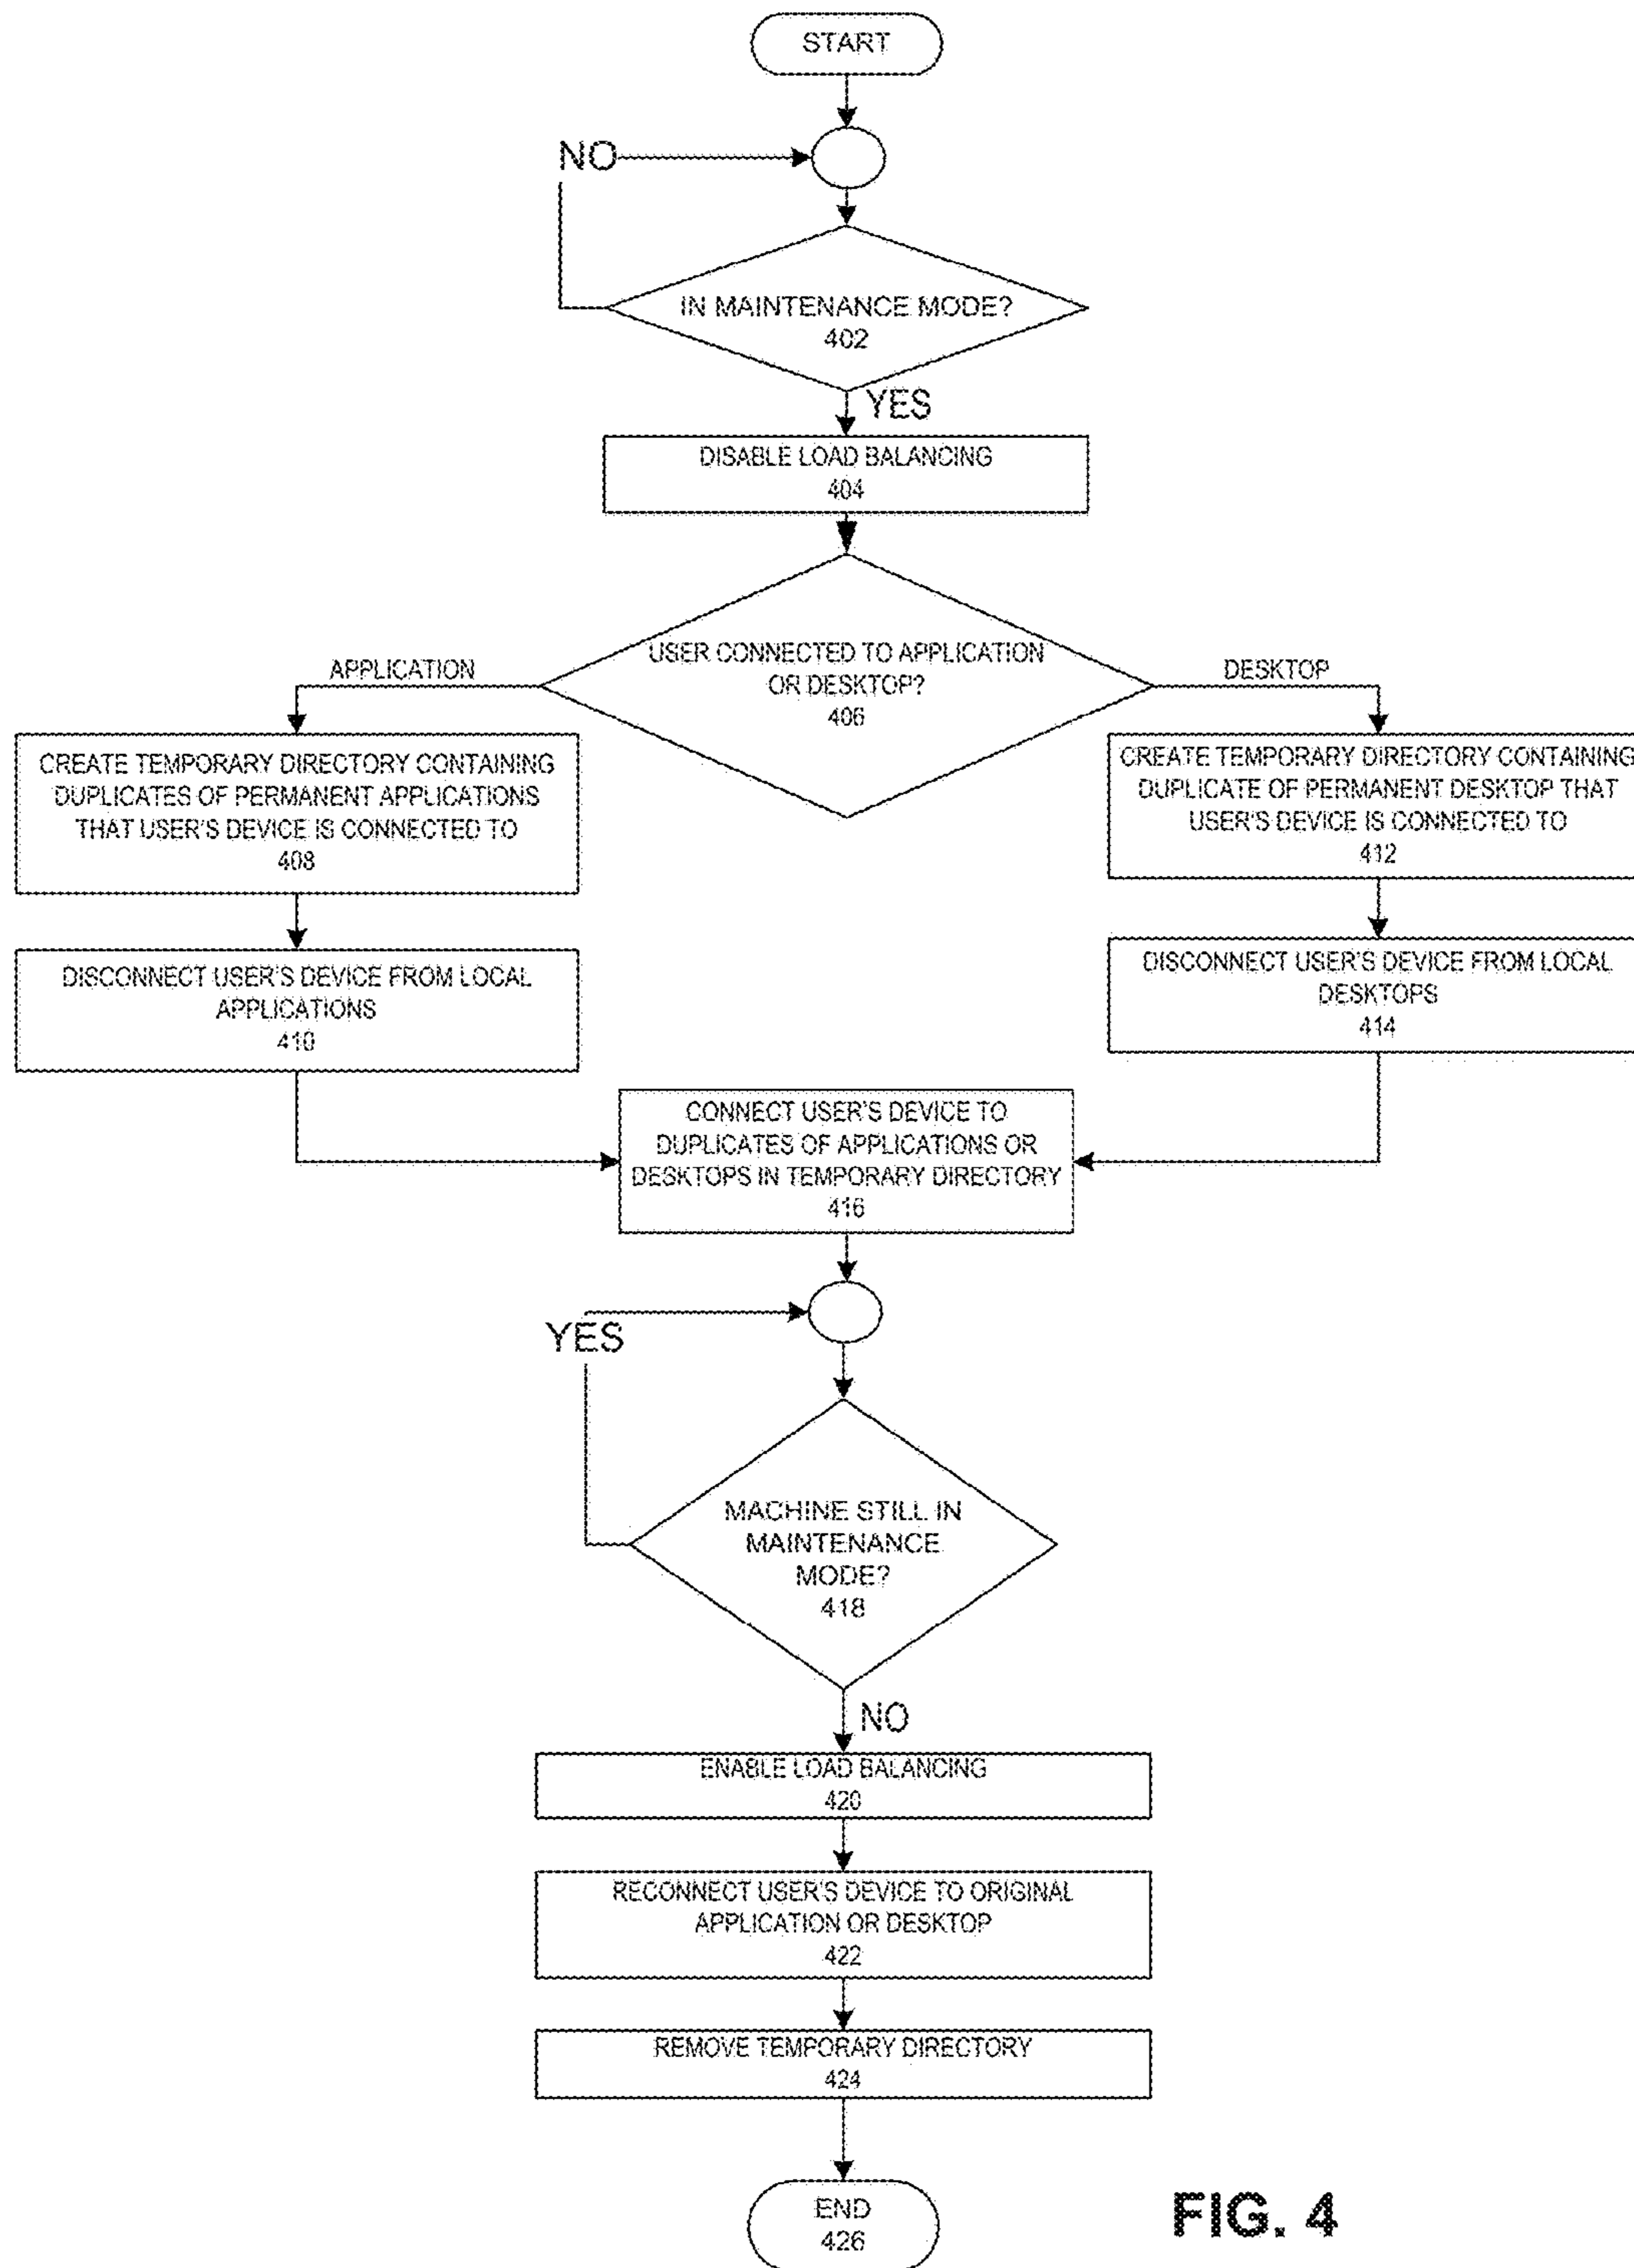 START
NO
IN MAINTENANCE MODE?
402
YES
DISABLE LOAD BALANCING
404
USER CONNECTED TO APPLICATION
OR DESKTOP?
406
APPLICATION
DESKTOP
CREATE TEMPORARY DIRECTORY CONTAINING
DUPLICATES OF PERMANENT APPLICATIONS
THAT USER'S DEVICE IS CONNECTED TO
408
CREATE TEMPORARY DIRECTORY CONTAINING
DUPLICATE OF PERMANENT DESKTOP THAT
USER'S DEVICE IS CONNECTED TO
412
DISCONNECT USER'S DEVICE FROM LOCAL
APPLICATIONS
410
DISCONNECT USER'S DEVICE FROM LOCAL
DESKTOPS
414
CONNECT USER'S DEVICE TO
DUPLICATES OF APPLICATIONS OR
DESKTOPS IN TEMPORARY DIRECTORY
416
YES
MACHINE STILL IN
MAINTENANCE
MODE?
418
NO
ENABLE LOAD BALANCING
420
RECONNECT USER'S DEVICE TO ORIGINAL
APPLICATION OR DESKTOP
422
REMOVE TEMPORARY DIRECTORY
424
END
426
FIG. 4